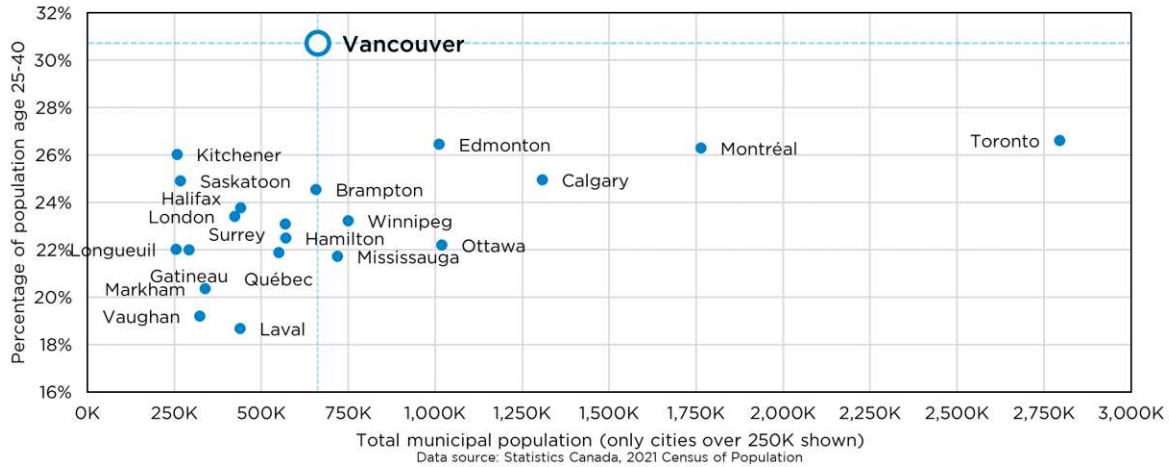 32%
30%
28%
26%
24%
22%
20%
18%
16%
Percentage of population age 25-40
Vancouver
Edmonton
Toronto
Montréal
Kitchener
Calgary
Saskatoon
Brampton
Halifax
London
Winnipeg
Surrey
Hamilton
Ottawa
Longueuil
Mississauga
Gatineau
Québec
Markham
Vaughan
Laval
0K 250K 500K 750K 1,000K 1,250K 1,500K 1,750K 2,000K 2,250K 2,500K 2,750K 3,000K
Total municipal population (only cities over 250K shown)
Data source: Statistics Canada, 2021 Census of Population